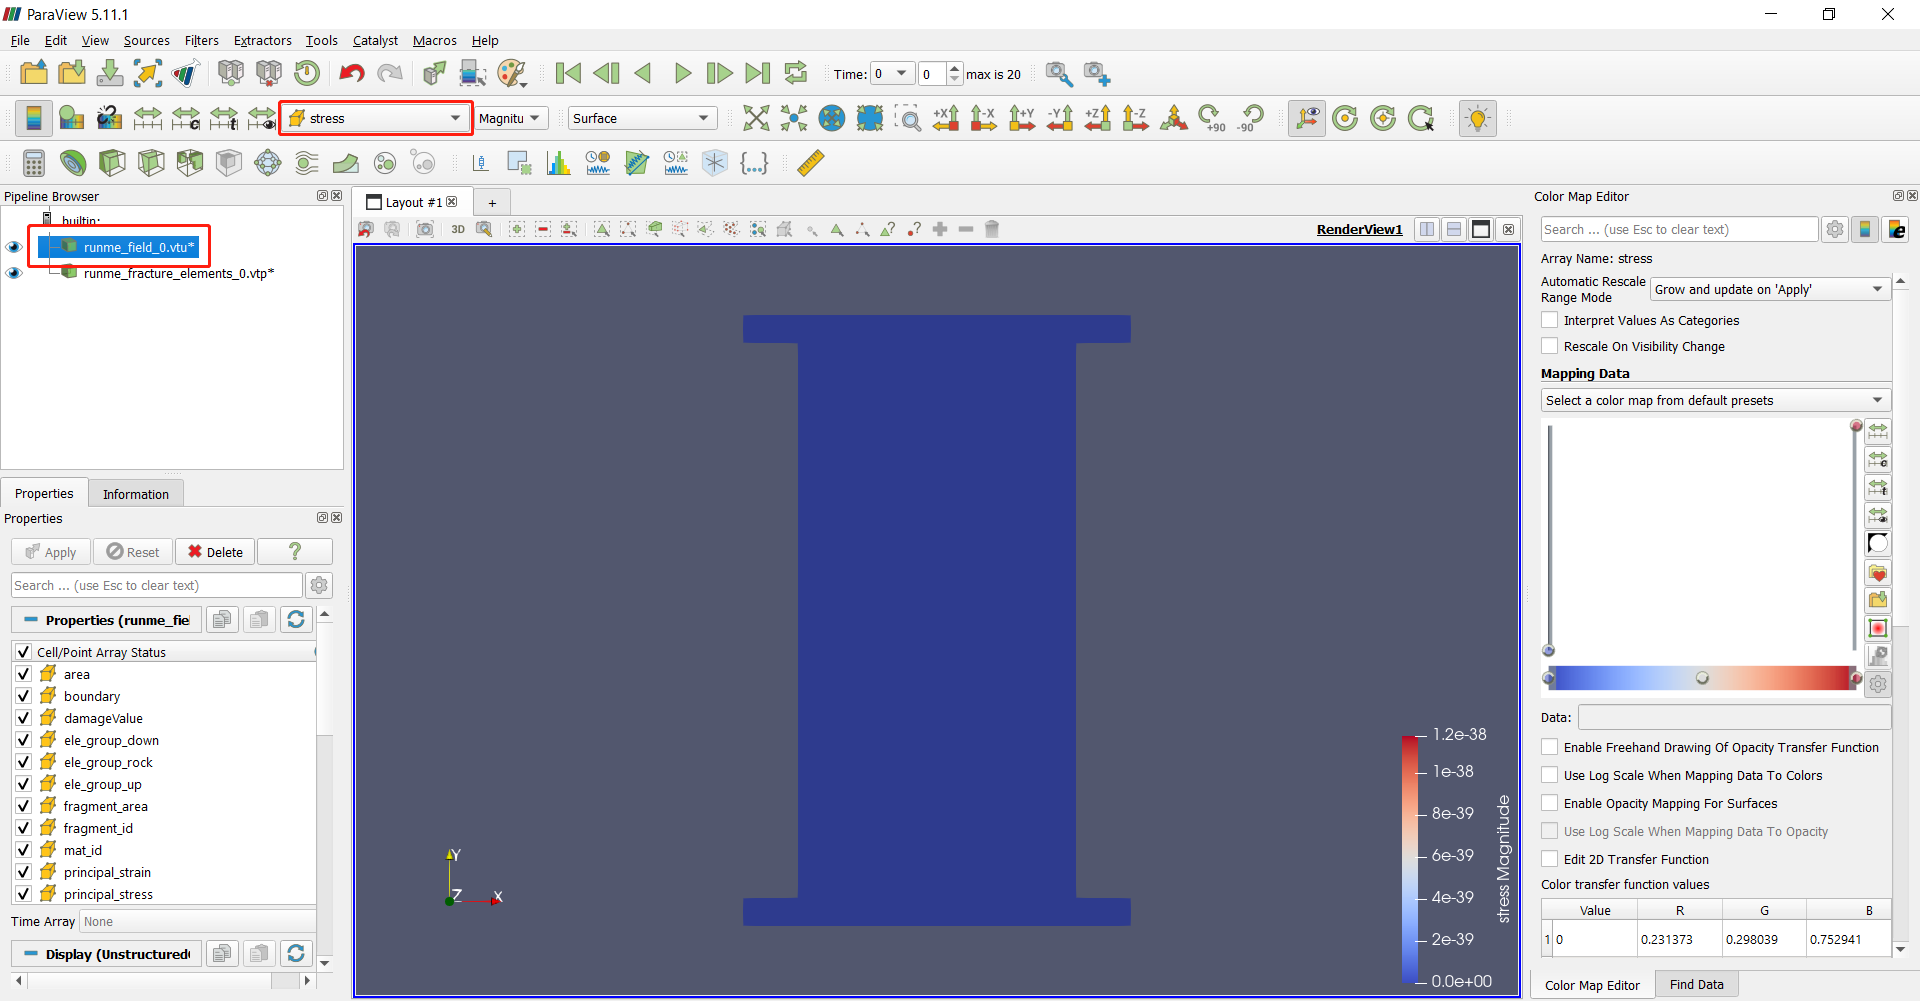 ParaView 5.11.1
File Edit View Sources Filters Extractors Tools Catalyst Macros Help
Time: 0 0 max is 20
stress Magnitu Surface
+X -X +Y -Y +Z -Z +90 -90
Pipeline Browser
builtin:
runme_field_0.vtu*
runme_fracture_elements_0.vtp*
Properties Information
Properties
Apply Reset Delete ?
Search ... (use Esc to clear text)
Properties (runme_fie
Cell/Point Array Status
area
boundary
damageValue
ele_group_down
ele_group_rock
ele_group_up
fragment_area
fragment_id
mat_id
principal_strain
principal_stress
Time Array None
Display (Unstructured
Layout #1 +
3D
RenderView1
Y
Z X
1.2e-38
1e-38
8e-39
6e-39
4e-39
2e-39
0.0e+00
stress Magnitude
Color Map Editor
Search ... (use Esc to clear text)
Array Name: stress
Automatic Rescale
Range Mode
Grow and update on 'Apply'
Interpret Values As Categories
Rescale On Visibility Change
Mapping Data
Select a color map from default presets
Data:
Enable Freehand Drawing Of Opacity Transfer Function
Use Log Scale When Mapping Data To Colors
Enable Opacity Mapping For Surfaces
Use Log Scale When Mapping Data To Opacity
Edit 2D Transfer Function
Color transfer function values
Value R G B
1 0 0.231373 0.298039 0.752941
Color Map Editor Find Data